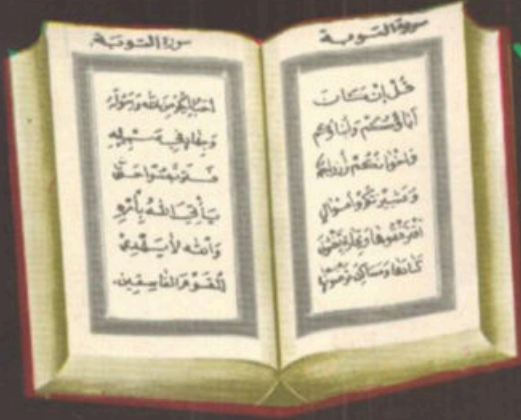 سورة التوبة
قل إن كان
آباؤكم وأبناؤكم
وإخوانكم وأزواجكم
وعشيرتكم وأموال
اقترفتموها وتجارة تخشون
كسادها ومساكن ترضونها
سورة التوبة
أحب إليكم من الله ورسوله
وجهاد في سبيله
فتربصوا حتى
يأتي الله بأمره
والله لا يهدي
القوم الفاسقين.